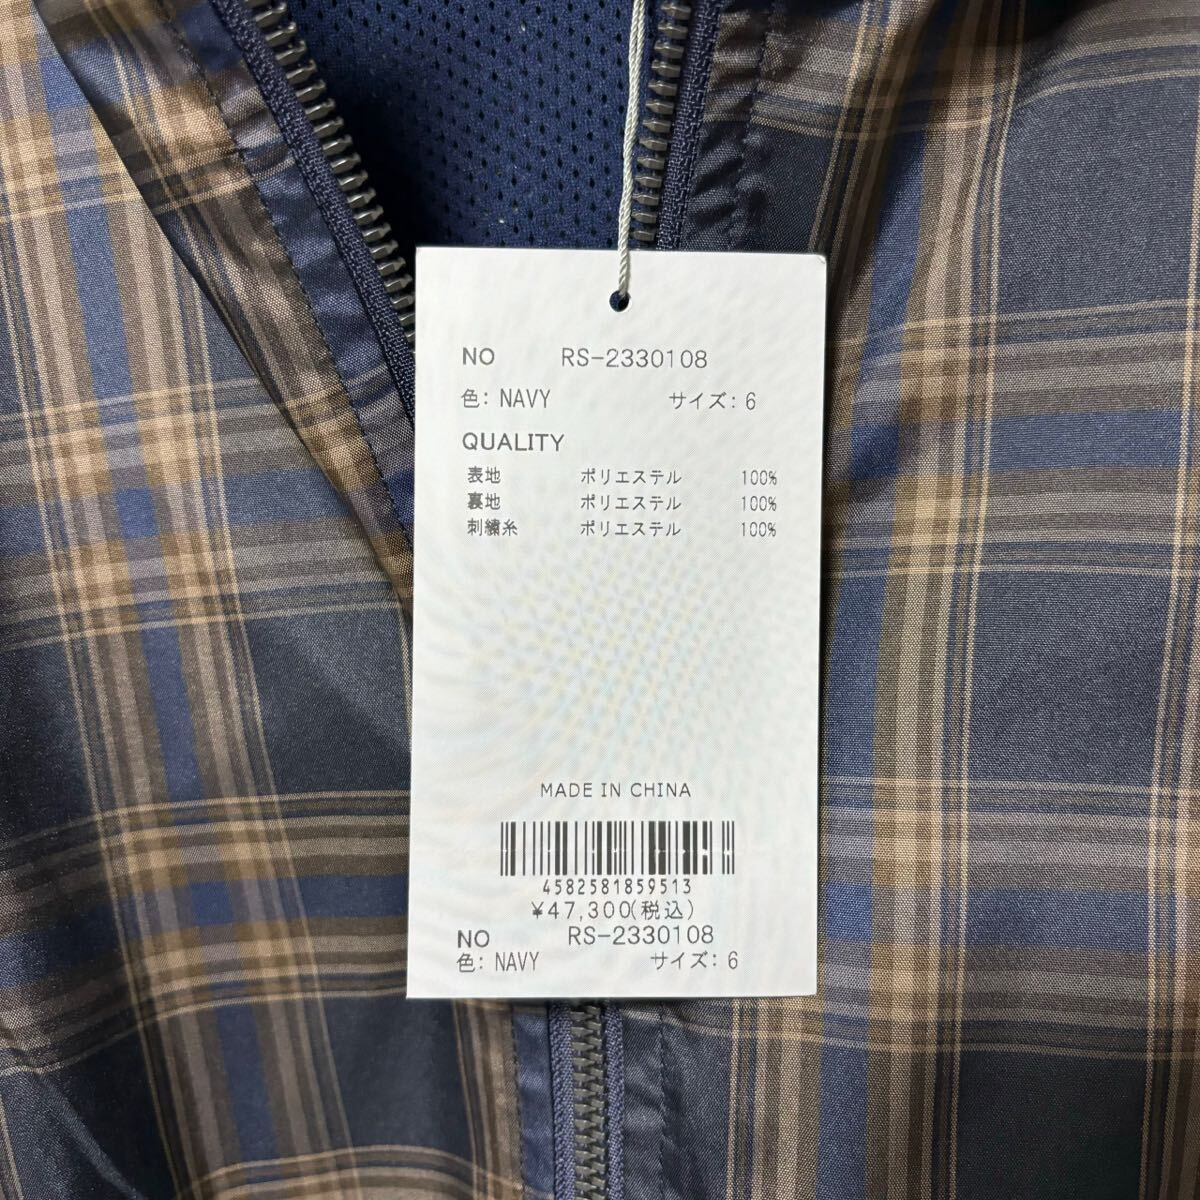 NO RS-2330108
色: NAVY サイズ: 6
QUALITY
表地 ポリエステル 100%
裏地 ポリエステル 100%
刺繍糸 ポリエステル 100%
MADE IN CHINA
4582581859513
¥47,300(税込)
NO RS-2330108
色: NAVY サイズ: 6